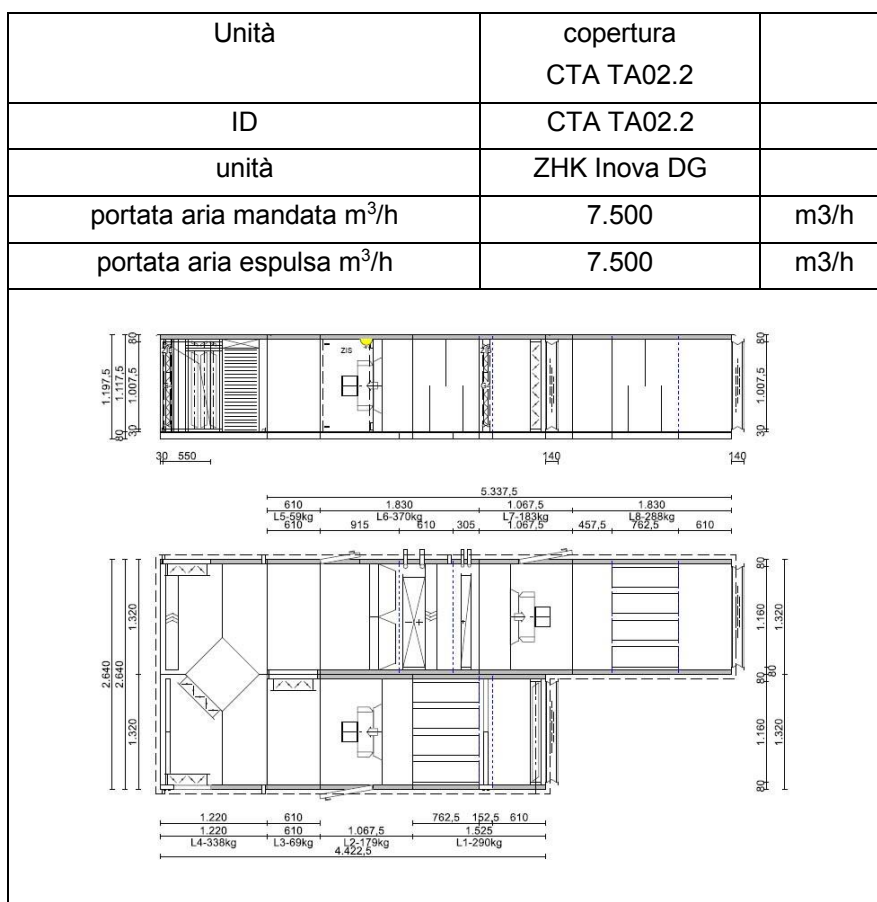 Unità copertura
CTA TA02.2
ID CTA TA02.2
unità ZHK Inova DG
portata aria mandata m³/h 7.500 m3/h
portata aria espulsa m³/h 7.500 m3/h
1.197,5
1.117,5
1.007,5
80
30
80
ZIS
80
1.007,5
30
30 550 140 140
5.337,5
610 1.830 1.067,5 1.830
L5-59kg L6-370kg L7-183kg L8-288kg
610 915 610 305 1.067,5 457,5 762,5 610
2.640
2.640
1.320
1.320
80
1.160
80
1.320
80
1.160
80
1.320
1.220 610 762,5 152,5 610
1.220 610 1.067,5 1.525
L4-338kg L3-69kg L2-179kg L1-290kg
4.422,5